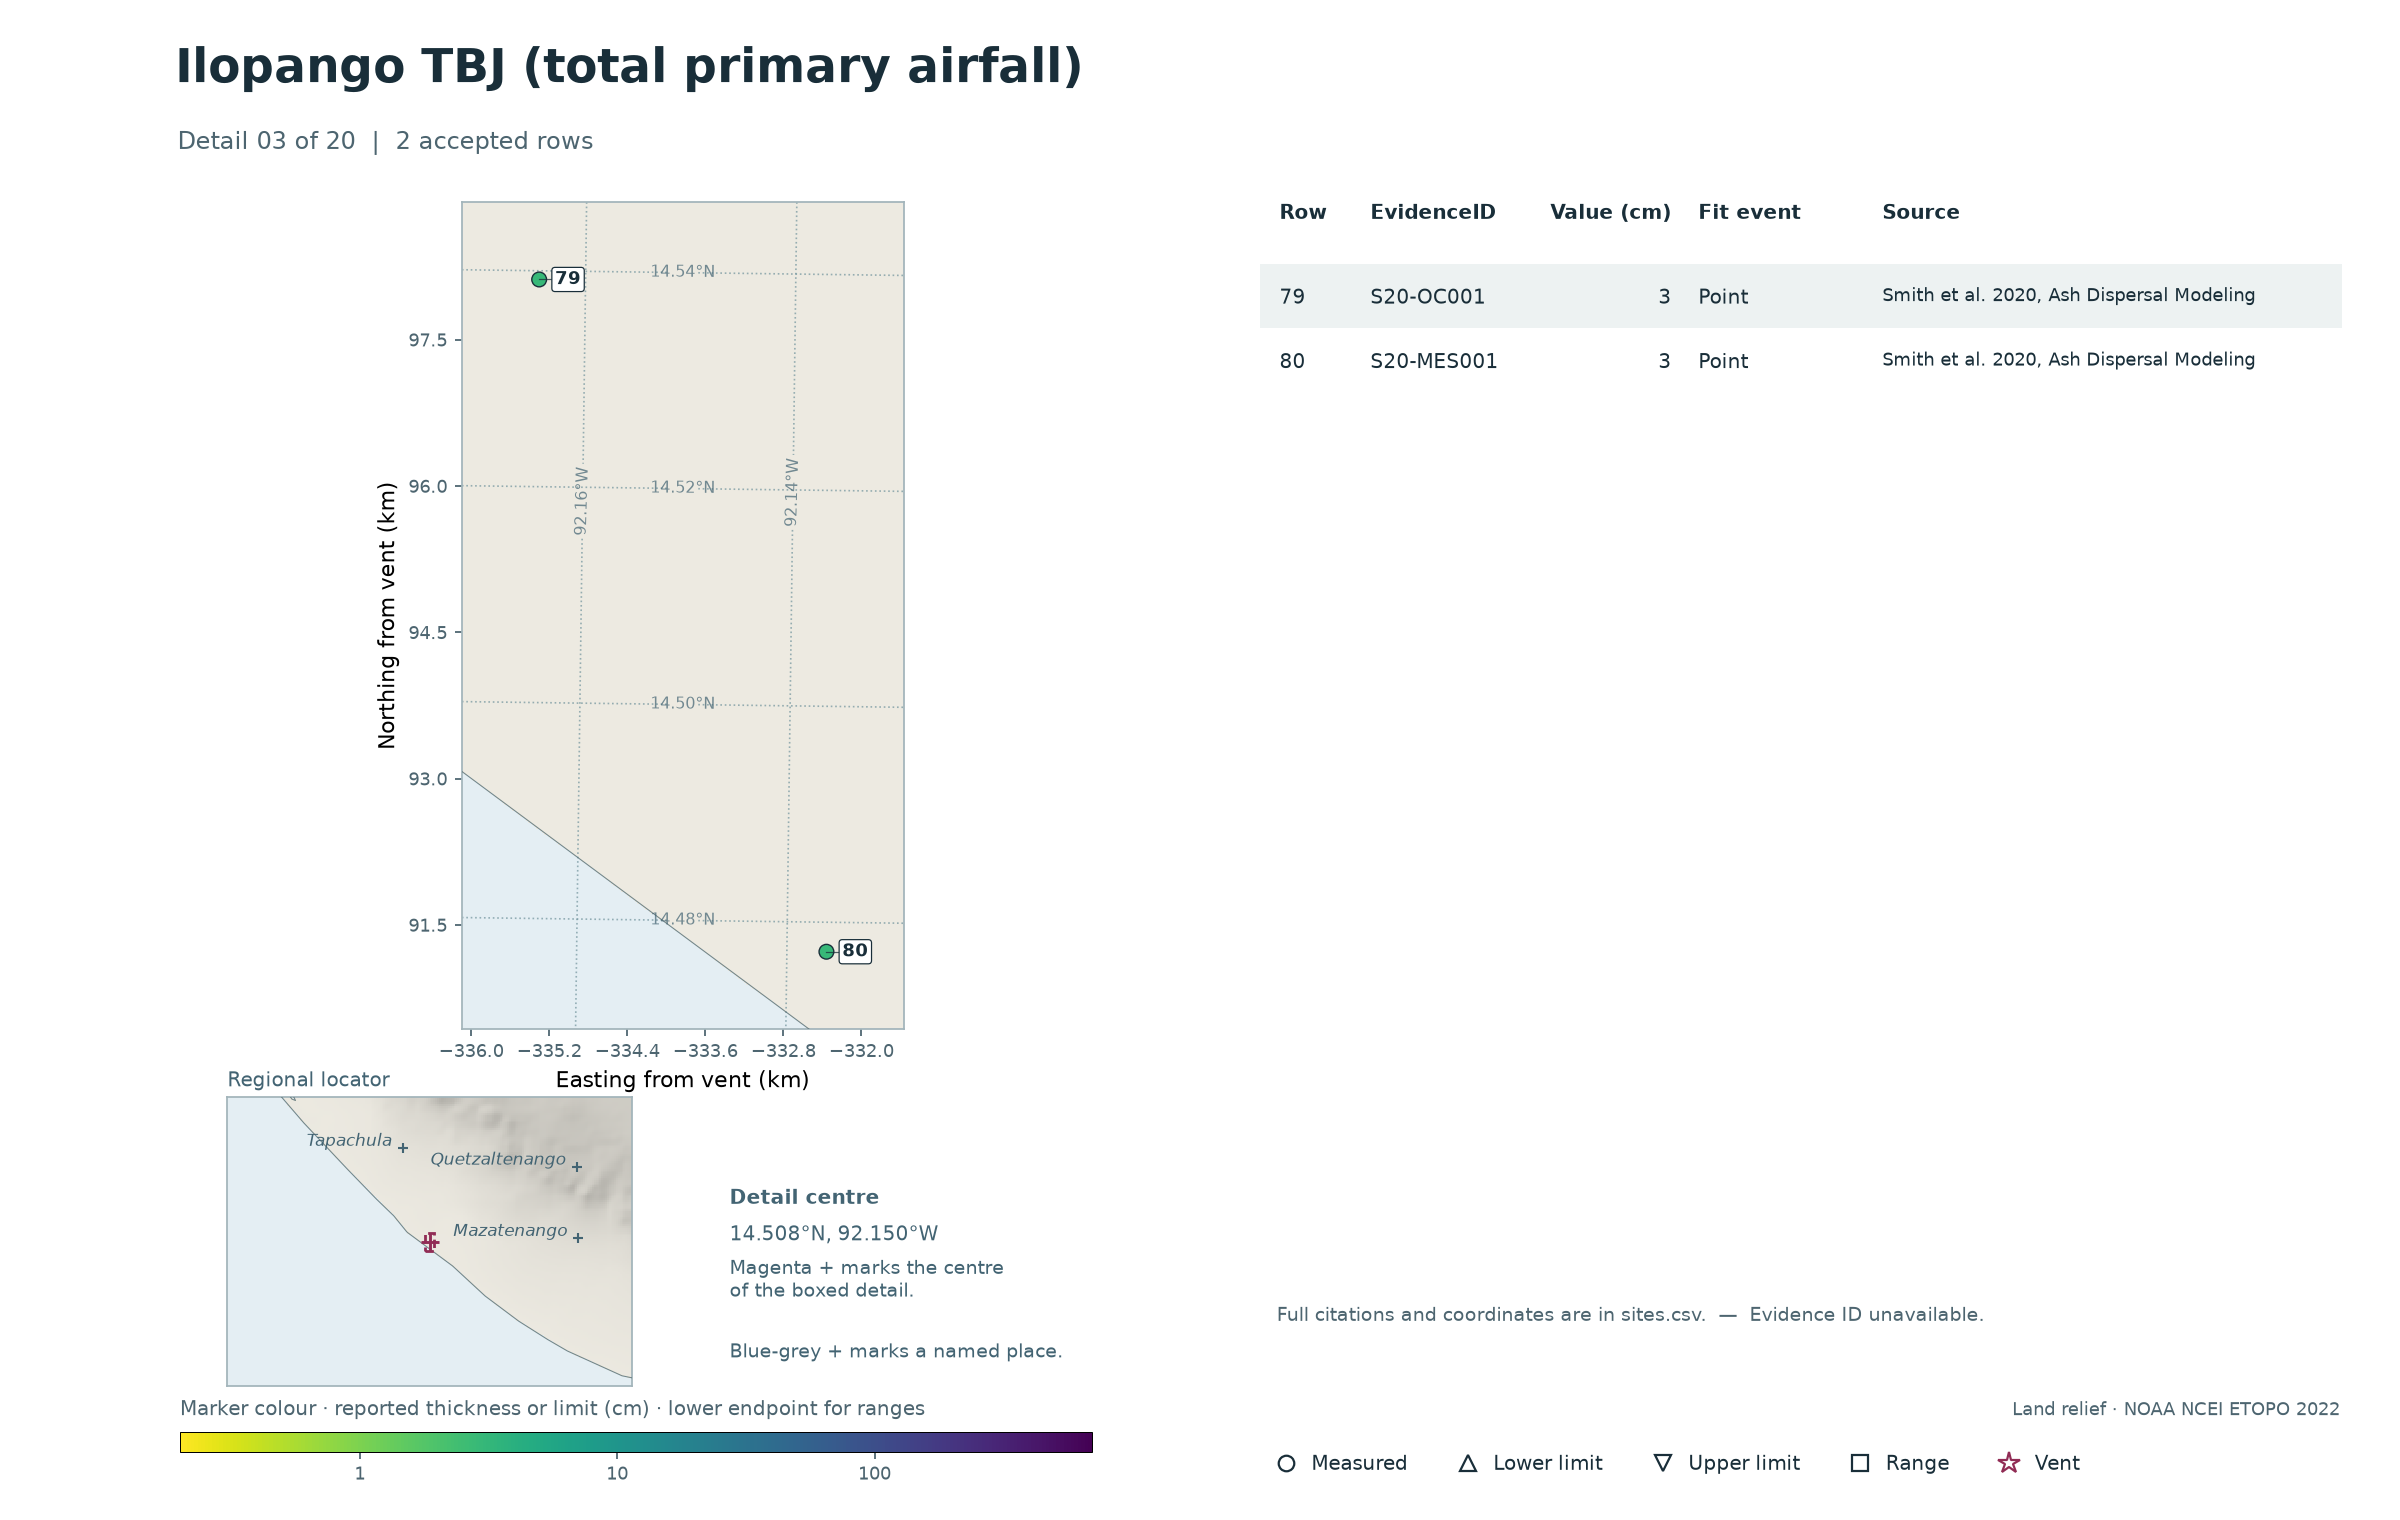 Ilopango TBJ (total primary airfall)
Detail 03 of 20 | 2 accepted rows
Row EvidenceID Value (cm) Fit event Source
79 S20-OC001 3 Point Smith et al. 2020, Ash Dispersal Modeling
80 S20-MES001 3 Point Smith et al. 2020, Ash Dispersal Modeling
Northing from vent (km)
97.5
96.0
94.5
93.0
91.5
14.54°N
14.52°N
14.50°N
14.48°N
92.16°W
92.14°W
79
80
−336.0 −335.2 −334.4 −333.6 −332.8 −332.0
Easting from vent (km)
Regional locator
Tapachula
Quetzaltenango
Mazatenango
Detail centre
14.508°N, 92.150°W
Magenta + marks the centre
of the boxed detail.
Blue-grey + marks a named place.
Full citations and coordinates are in sites.csv. — Evidence ID unavailable.
Marker colour · reported thickness or limit (cm) · lower endpoint for ranges
1 10 100
Land relief · NOAA NCEI ETOPO 2022
Measured Lower limit Upper limit Range Vent